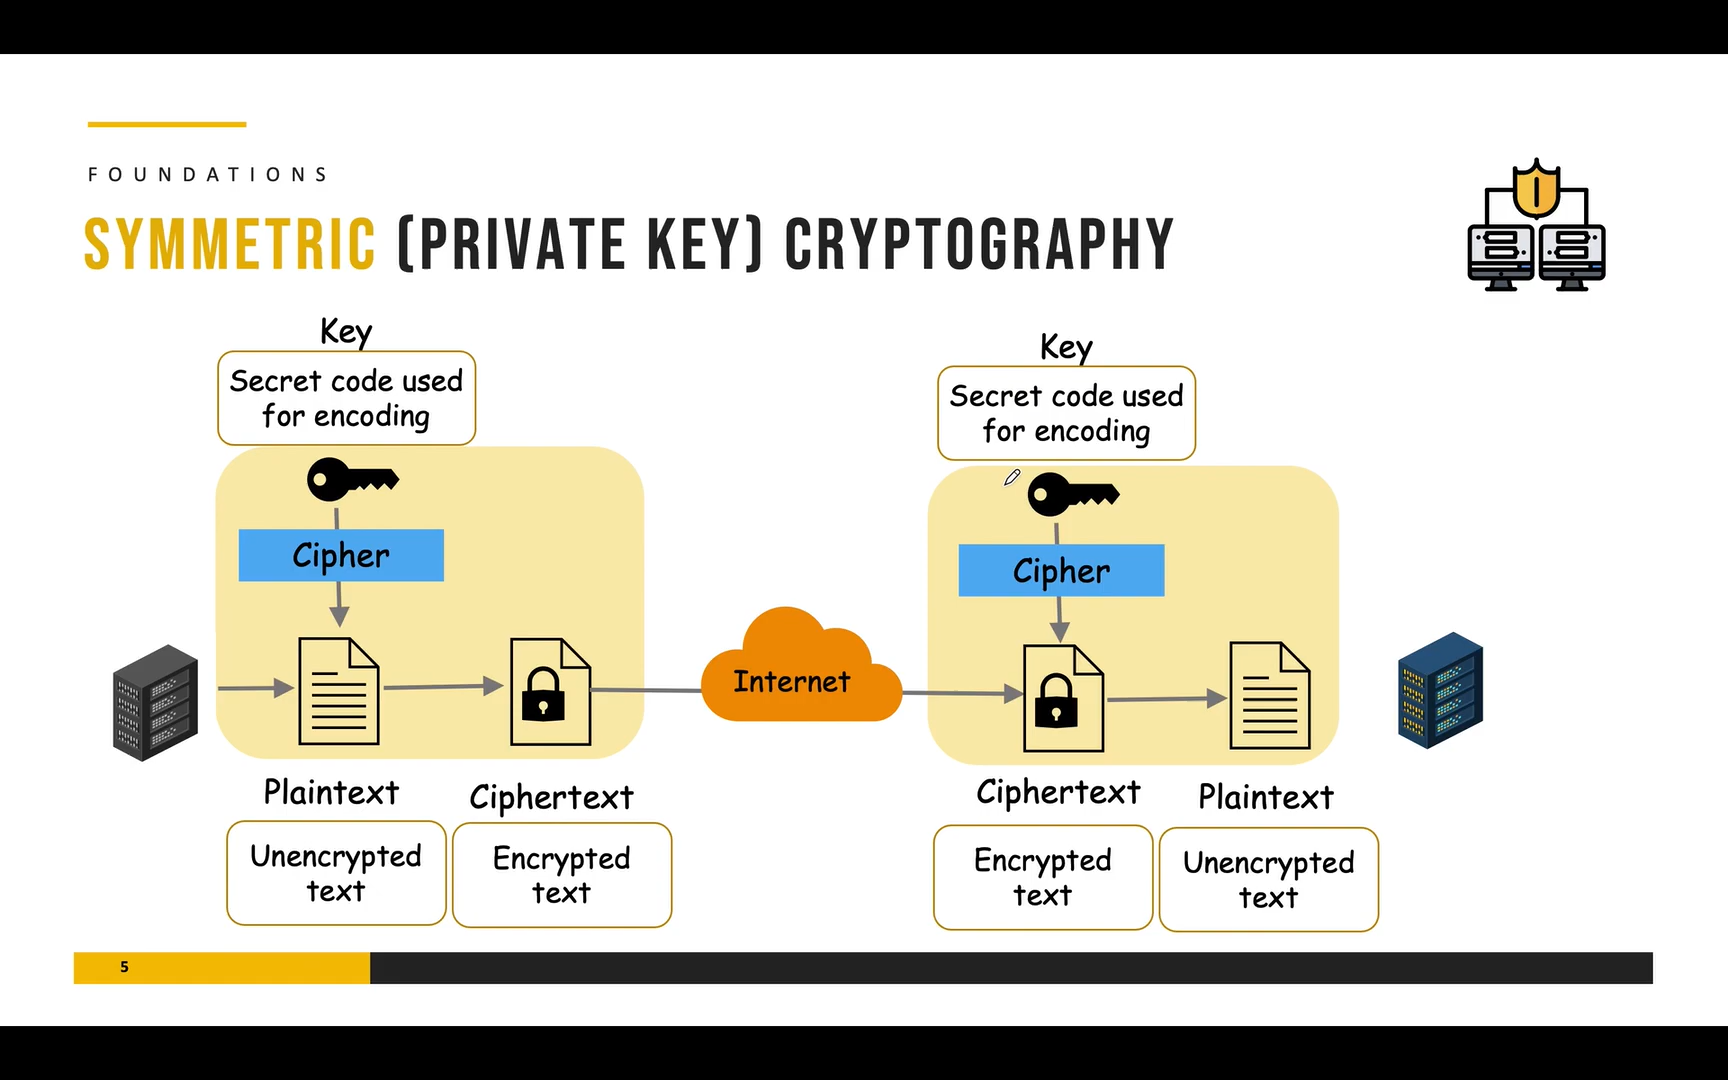 FOUNDATIONS
SYMMETRIC (PRIVATE KEY) CRYPTOGRAPHY
Key
Secret code used
for encoding
Cipher
Plaintext
Unencrypted
text
Ciphertext
Encrypted
text
Internet
Key
Secret code used
for encoding
Cipher
Ciphertext
Encrypted
text
Plaintext
Unencrypted
text
5